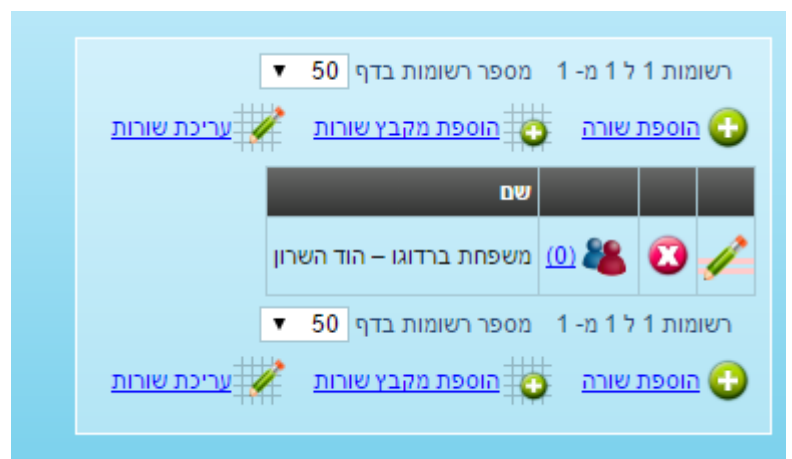 רשומות 1 ל 1 מ- 1 מספר רשומות בדף 50
הוספת שורה הוספת מקבץ שורות עריכת שורות
שם
(0) משפחת ברדוגו – הוד השרון
רשומות 1 ל 1 מ- 1 מספר רשומות בדף 50
הוספת שורה הוספת מקבץ שורות עריכת שורות